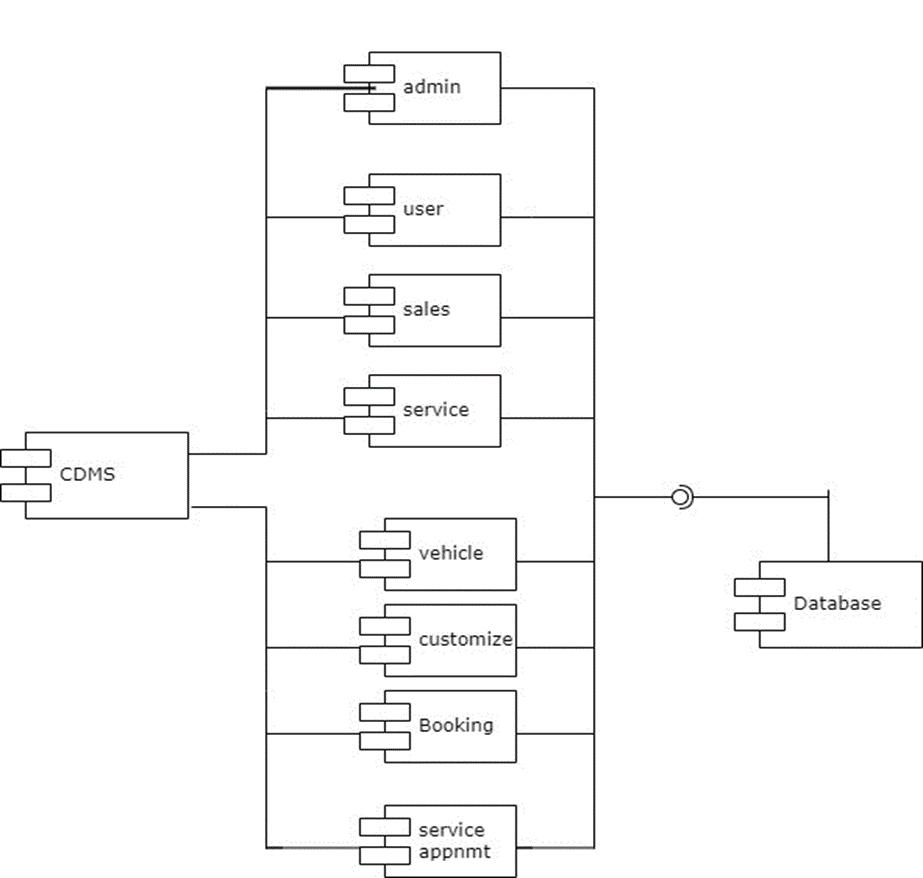 admin
user
sales
service
CDMS
vehicle
Database
customize
Booking
service
appnmt